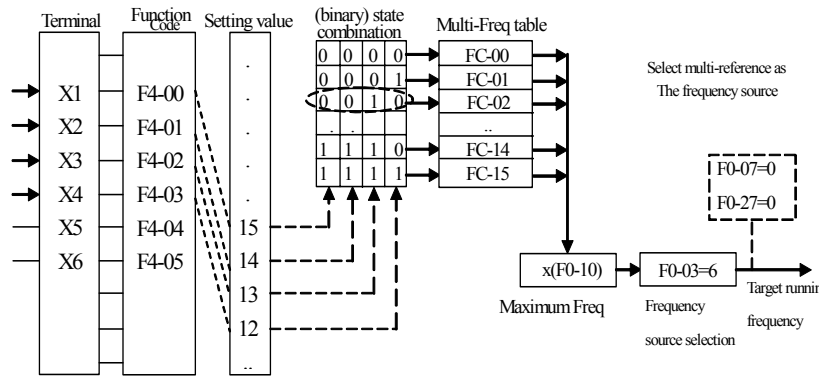 Terminal
Function
Code
Setting value
(binary) state
combination
Multi-Freq table
X1
X2
X3
X4
X5
X6
F4-00
F4-01
F4-02
F4-03
F4-04
F4-05
.
.
.
.
15
14
13
12
..
0 0 0 0
0 0 0 1
0 0 1 0
. .
1 1 1 0
1 1 1 1
FC-00
FC-01
FC-02
..
FC-14
FC-15
Select multi-reference as
The frequency source
F0-07=0
F0-27=0
x(F0-10)
Maximum Freq
F0-03=6
Frequency
source selection
Target runnin
frequency